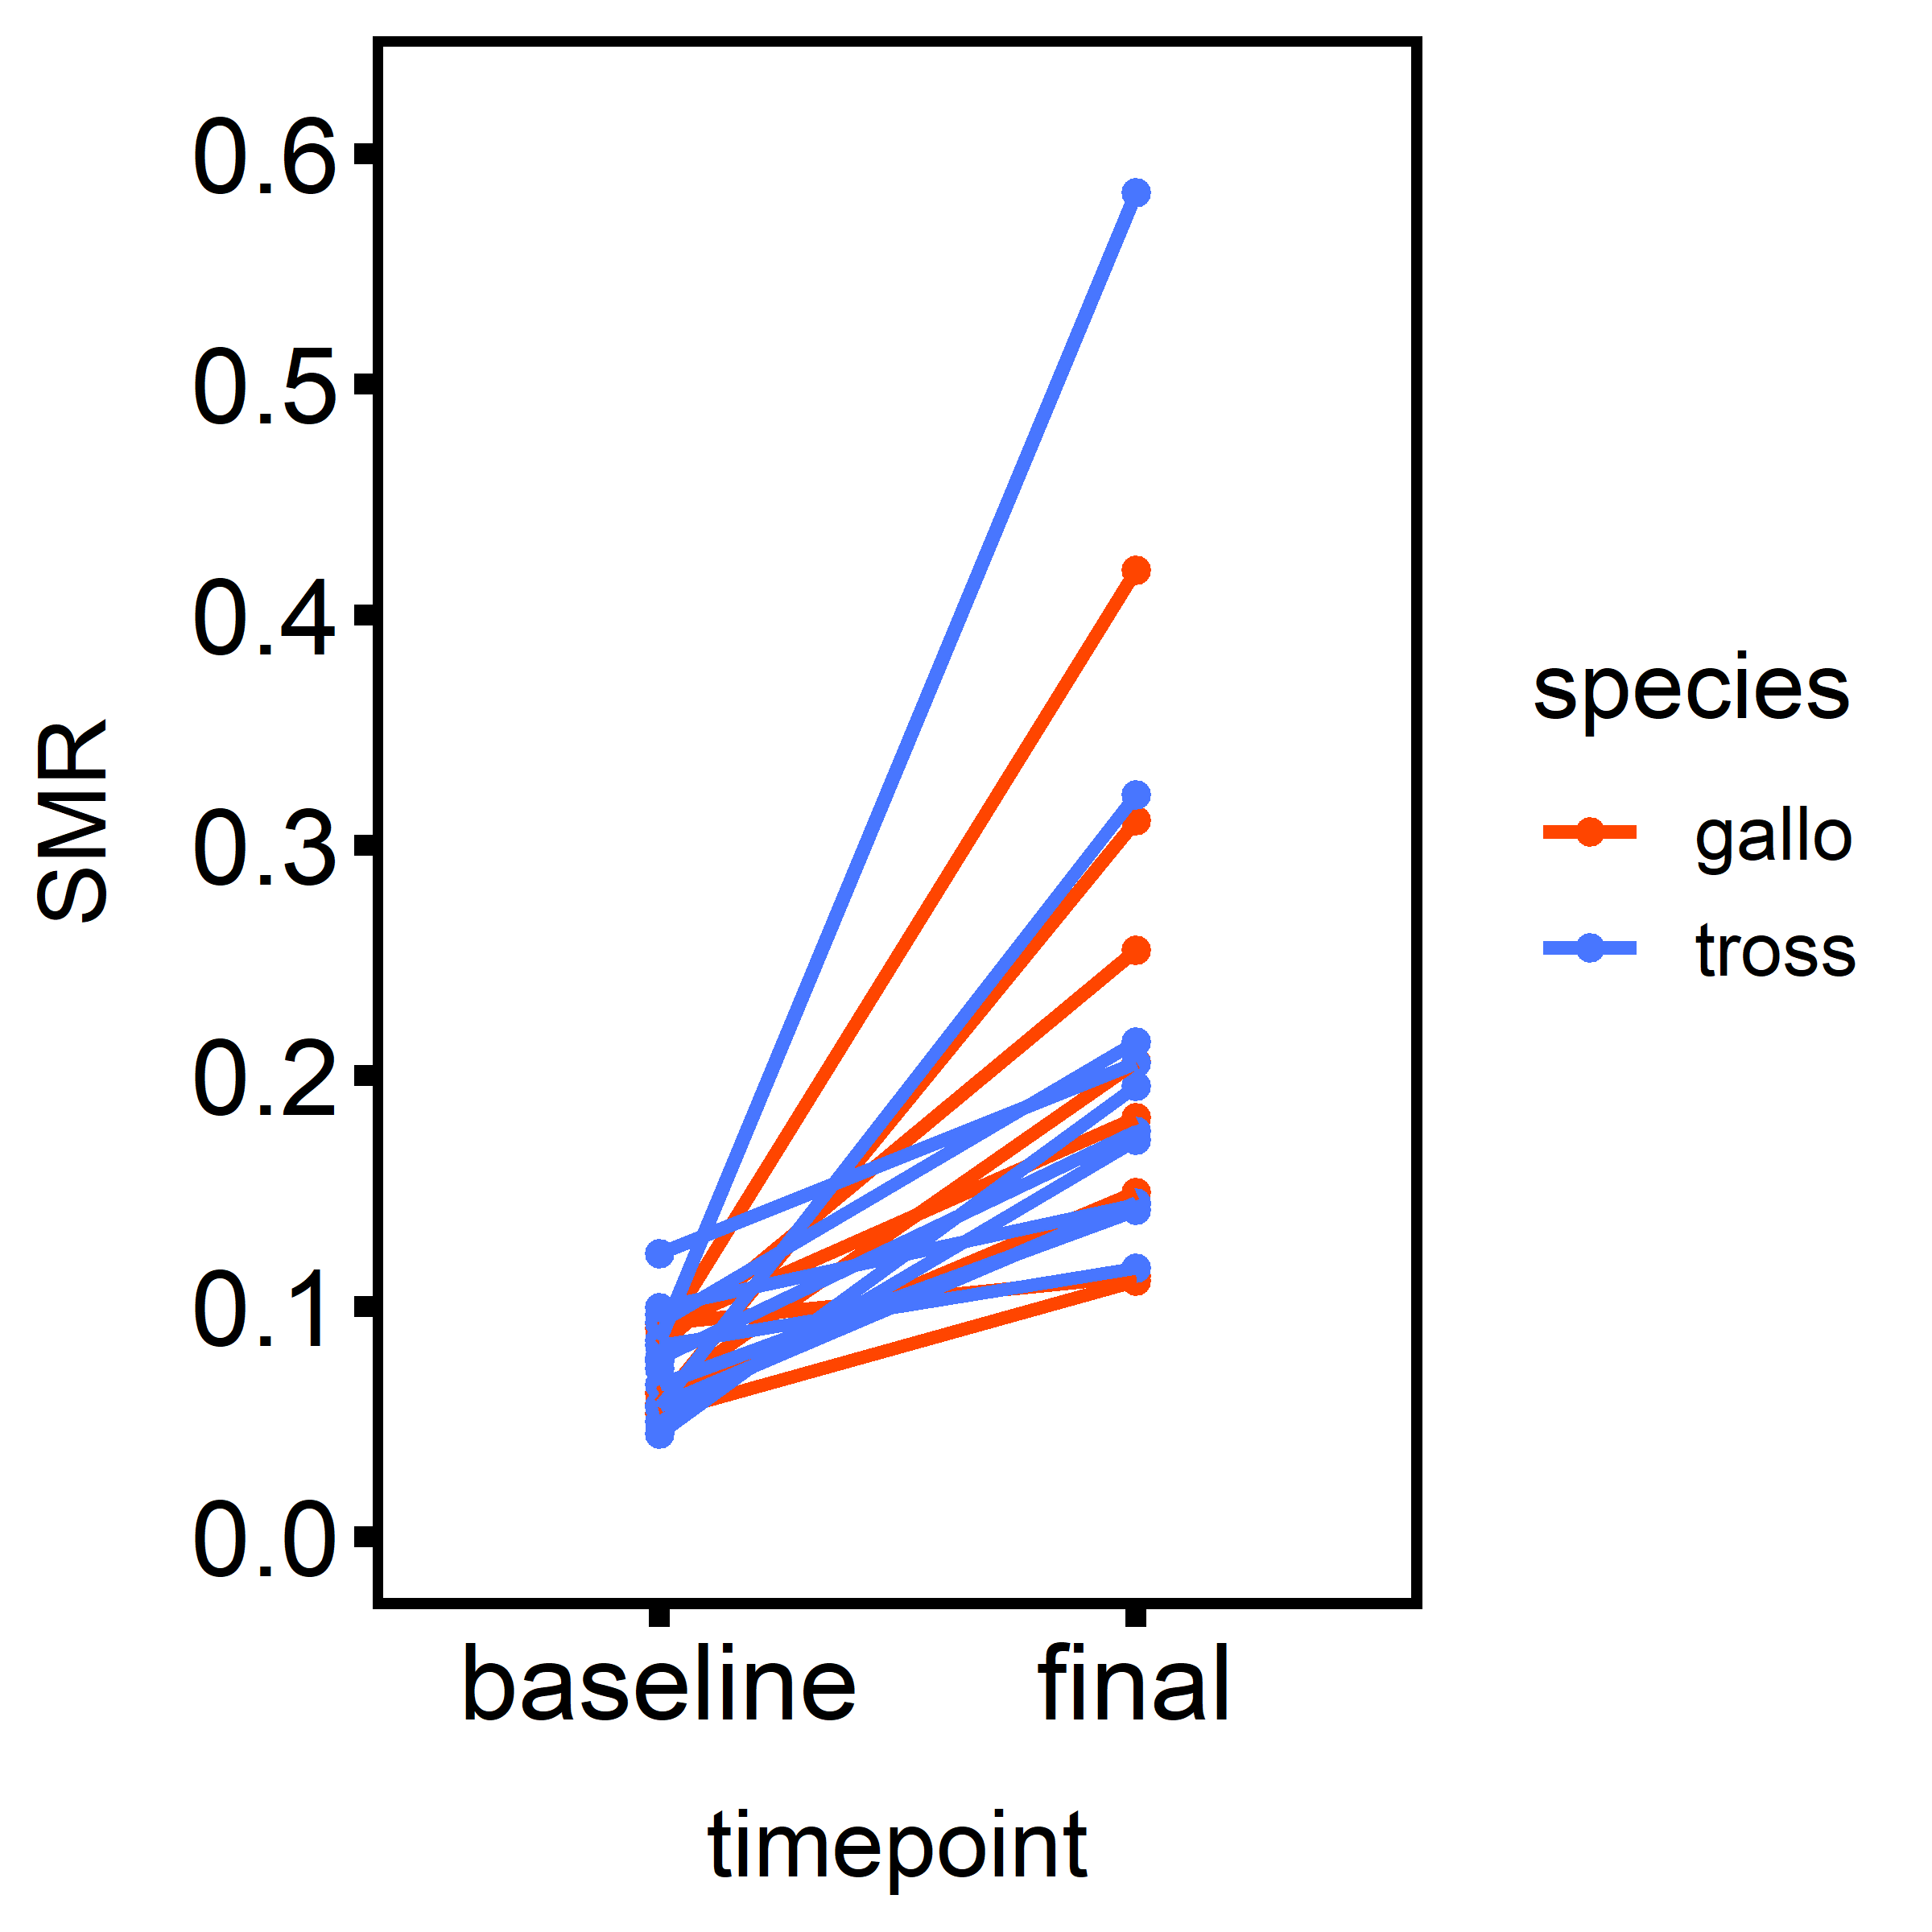 SMR
0.6
0.5
0.4
0.3
0.2
0.1
0.0
baseline final
timepoint
species
gallo
tross